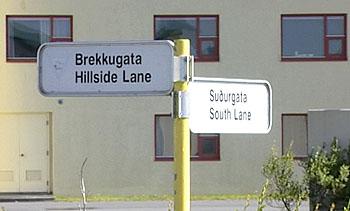 Brekkugata
Hillside Lane
Suðurgata
South Lane